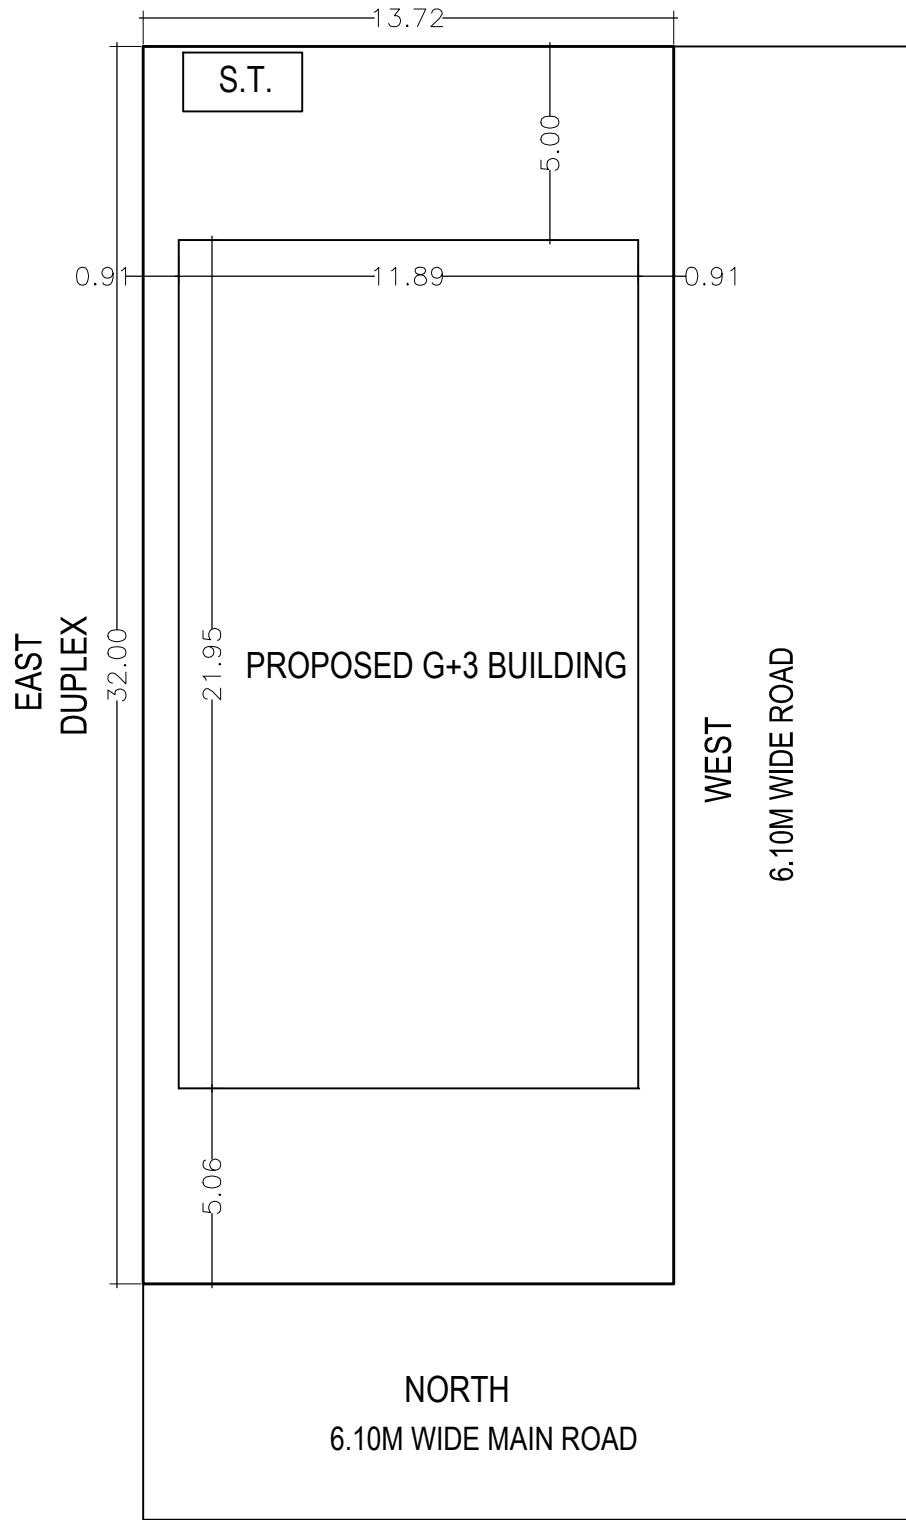 13.72
S.T.
5.00
0.91
11.89
0.91
EAST
DUPLEX
32.00
21.95
PROPOSED G+3 BUILDING
WEST
6.10M WIDE ROAD
5.06
NORTH
6.10M WIDE MAIN ROAD